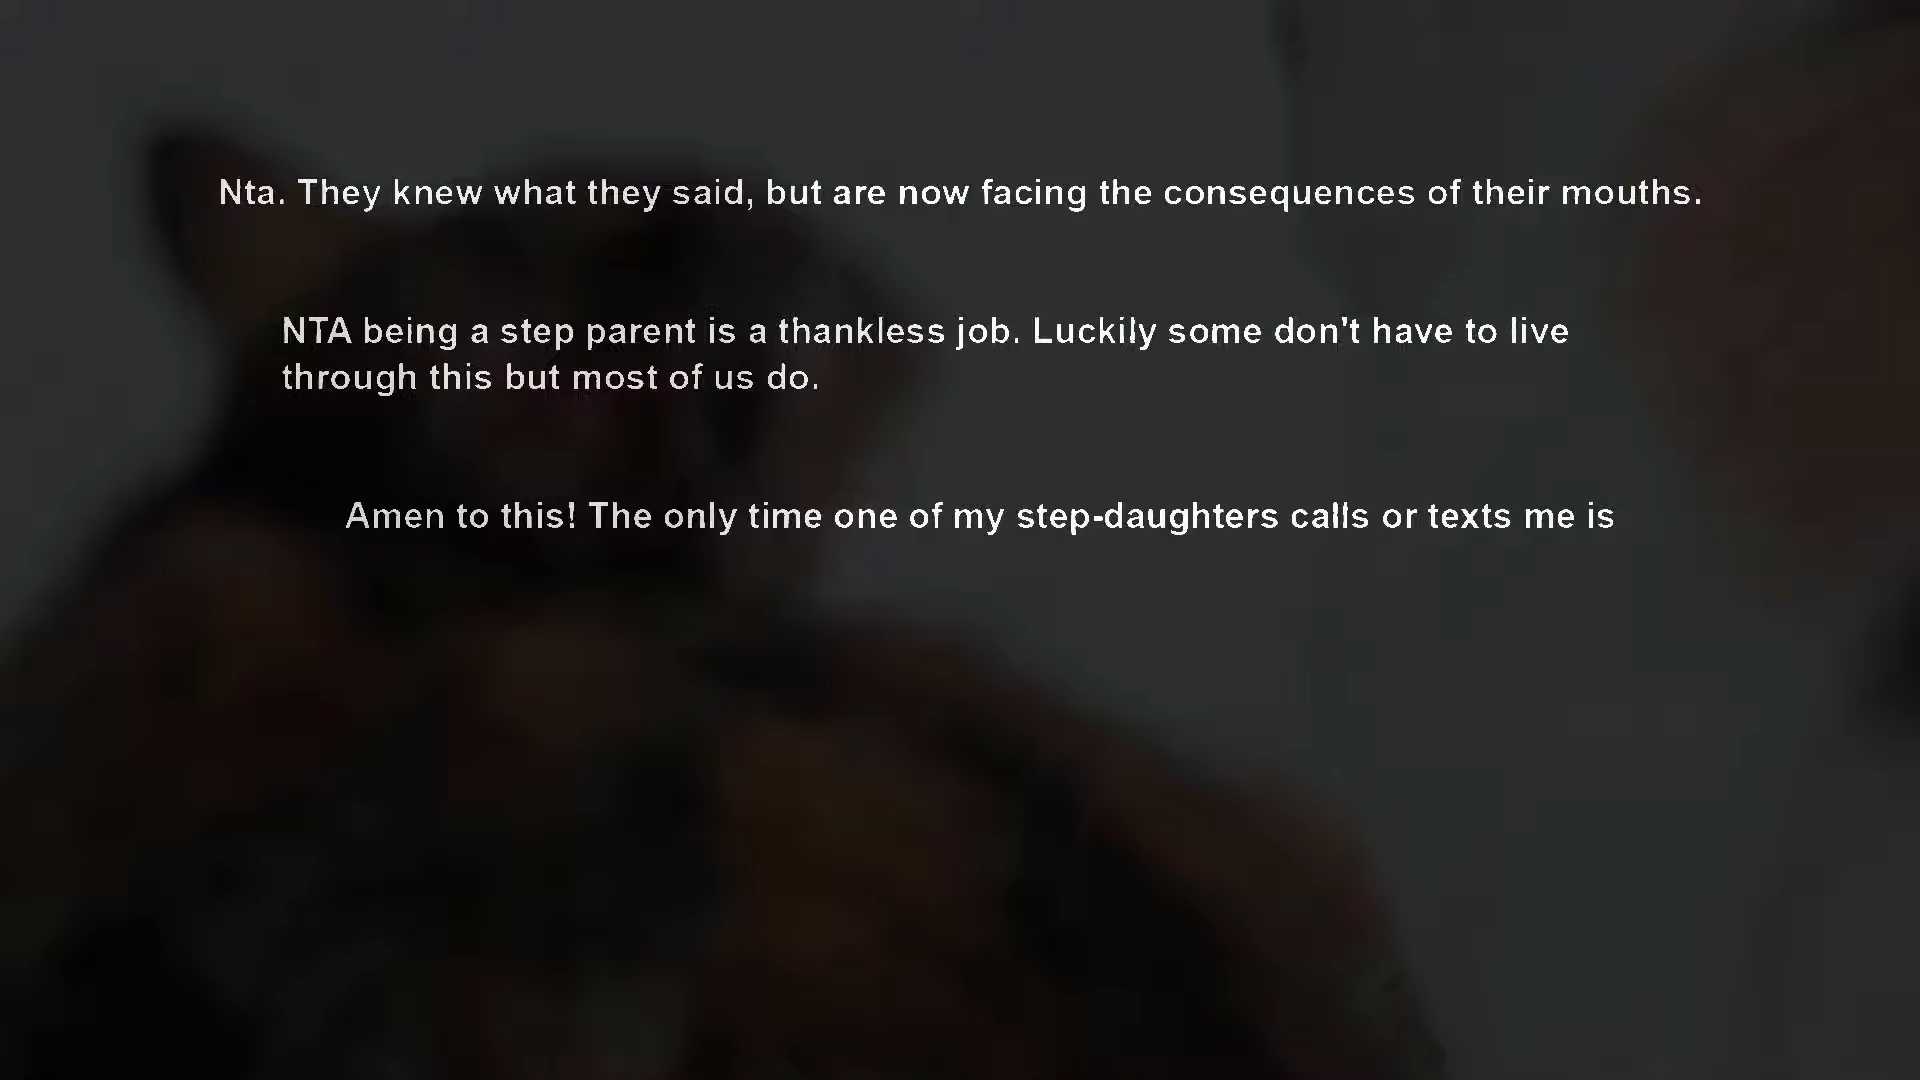 Nta. They knew what they said, but are now facing the consequences of their mouths.
NTA being a step parent is a thankless job. Luckily some don't have to live
through this but most of us do.
Amen to this! The only time one of my step-daughters calls or texts me is